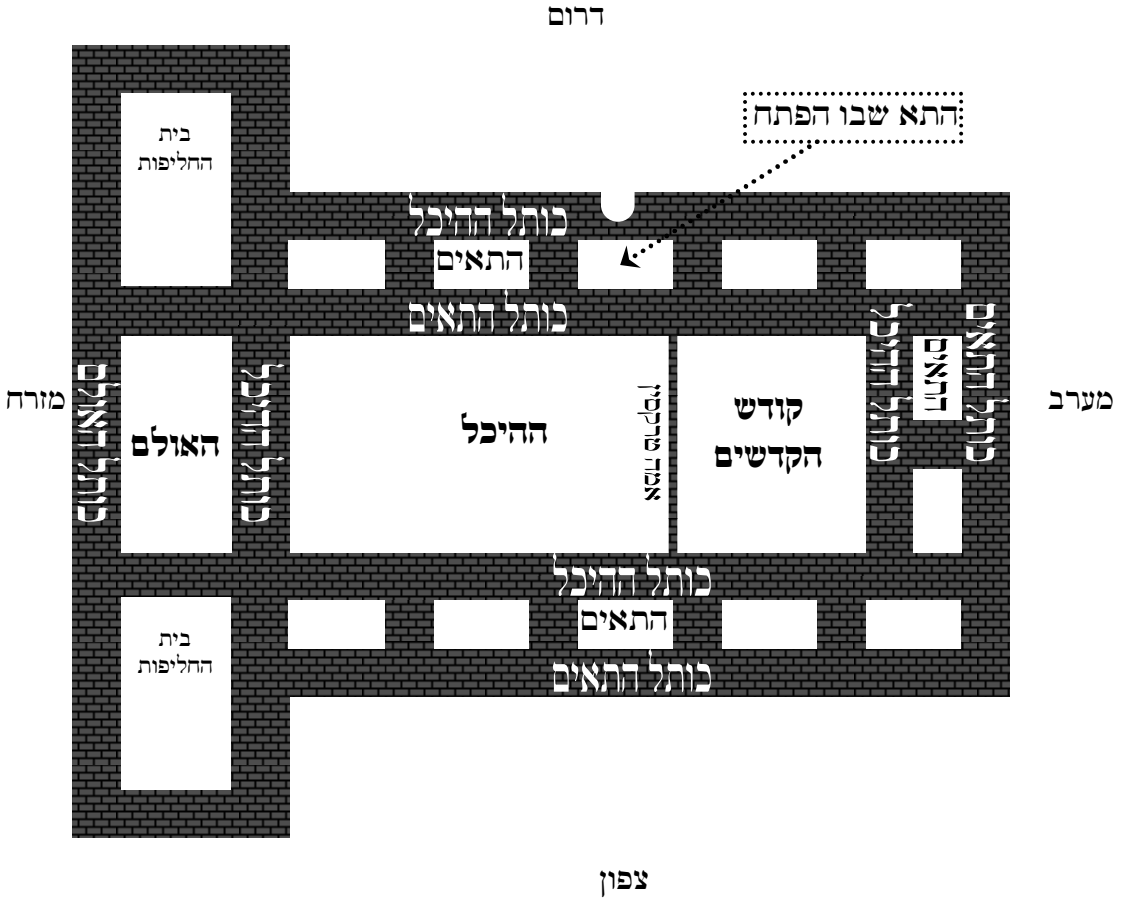 דרום
התא שבו הפתח
בית
החליפות
כותל ההיכל
התאים
כותל התאים
מערב
כותל התאים
התאים
כותל ההיכל
קודש
הקדשים
אמה טרקסין
ההיכל
כותל ההיכל
האולם
כותל האולם
מזרח
כותל ההיכל
התאים
כותל התאים
בית
החליפות
צפון